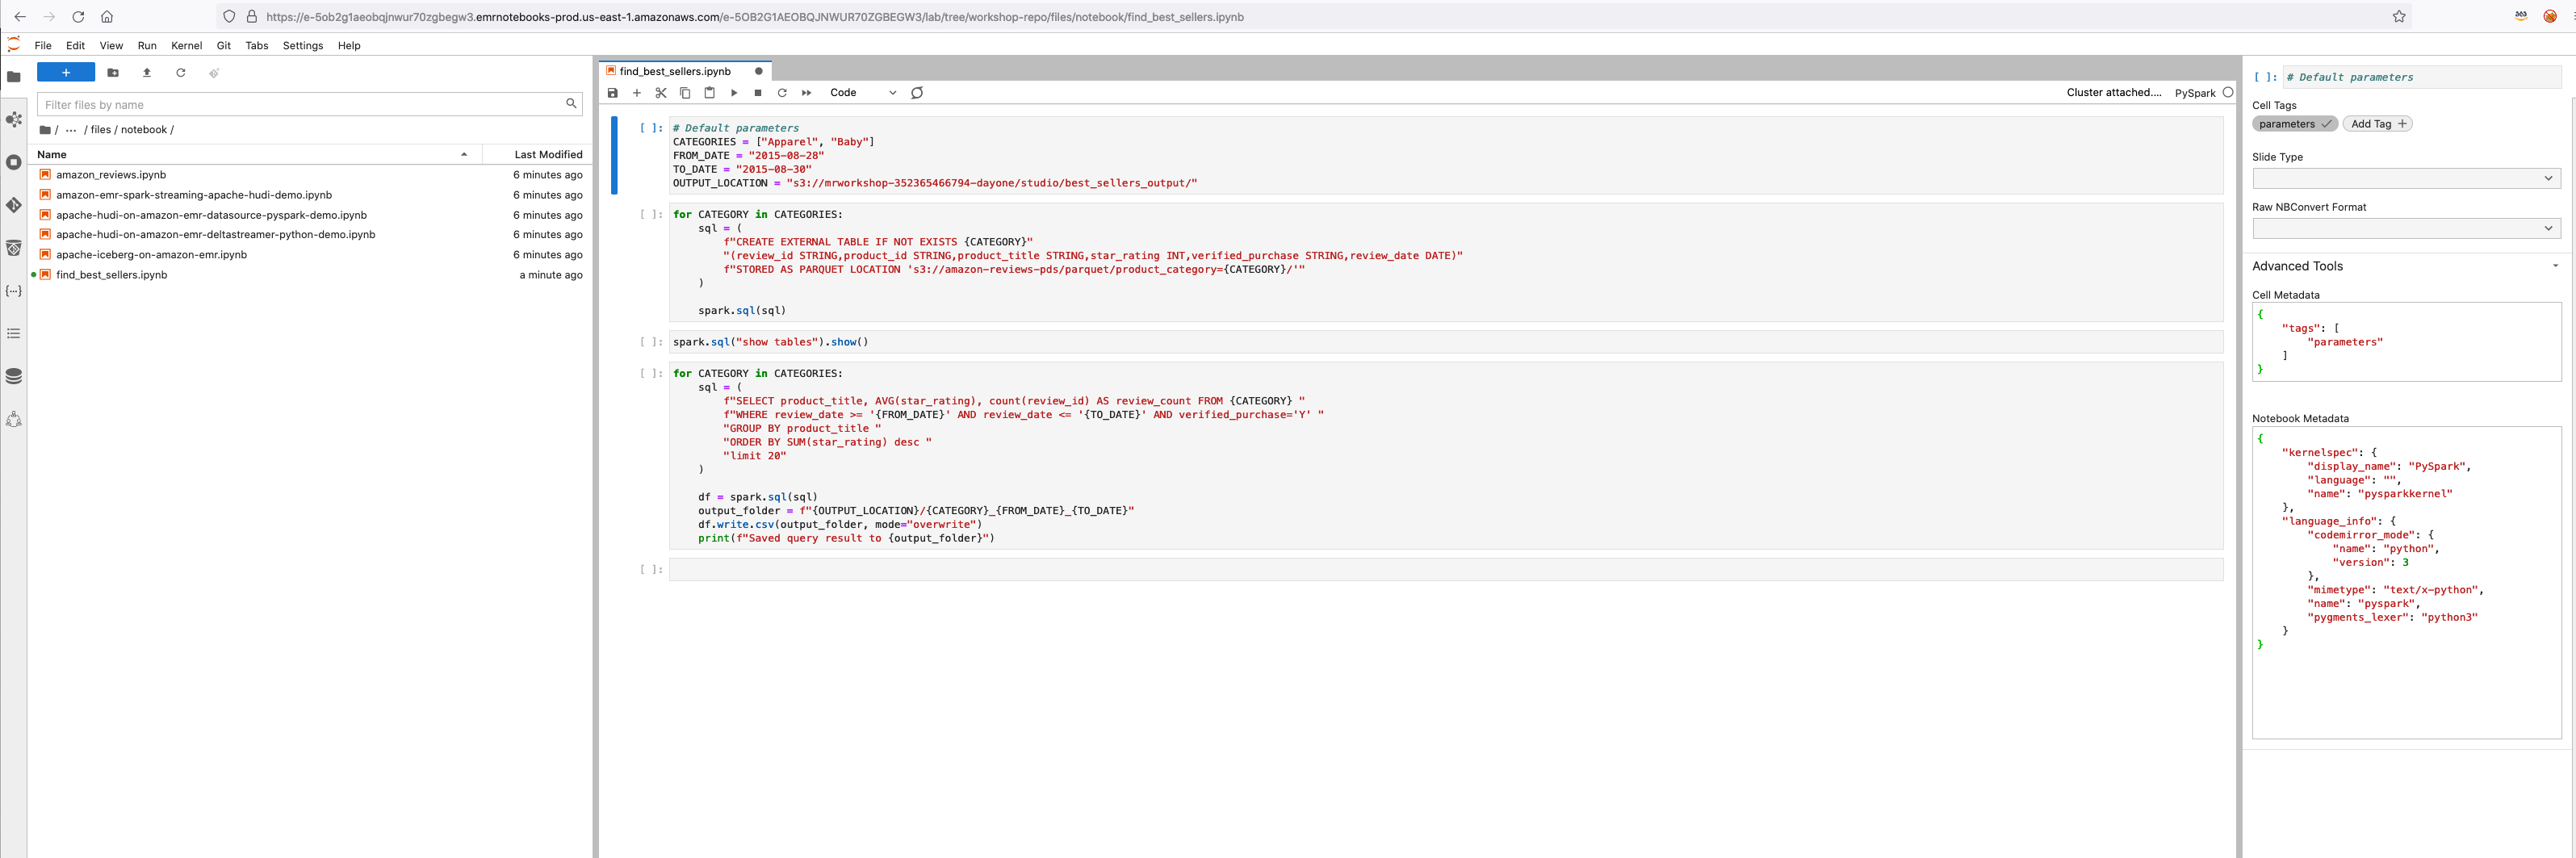 https://e-5ob2g1aeobqjnwur70zgbegw3.emrnotebooks-prod.us-east-1.amazonaws.com/e-5OB2G1AEOBQJNWUR70ZGBEGW3/lab/tree/workshop-repo/files/notebook/find_best_sellers.ipynb
File Edit View Run Kernel Git Tabs Settings Help
Filter files by name
/ ... / files / notebook /
Name Last Modified
amazon_reviews.ipynb 6 minutes ago
amazon-emr-spark-streaming-apache-hudi-demo.ipynb 6 minutes ago
apache-hudi-on-amazon-emr-datasource-pyspark-demo.ipynb 6 minutes ago
apache-hudi-on-amazon-emr-deltastreamer-python-demo.ipynb 6 minutes ago
apache-iceberg-on-amazon-emr.ipynb 6 minutes ago
find_best_sellers.ipynb a minute ago
find_best_sellers.ipynb
Code
Cluster attached.... PySpark
[ ]: # Default parameters
CATEGORIES = ["Apparel", "Baby"]
FROM_DATE = "2015-08-28"
TO_DATE = "2015-08-30"
OUTPUT_LOCATION = "s3://mrworkshop-352365466794-dayone/studio/best_sellers_output/"
[ ]: for CATEGORY in CATEGORIES:
sql = (
f"CREATE EXTERNAL TABLE IF NOT EXISTS {CATEGORY}"
"(review_id STRING,product_id STRING,product_title STRING,star_rating INT,verified_purchase STRING,review_date DATE)"
f"STORED AS PARQUET LOCATION 's3://amazon-reviews-pds/parquet/product_category={CATEGORY}/'"
)
spark.sql(sql)
[ ]: spark.sql("show tables").show()
[ ]: for CATEGORY in CATEGORIES:
sql = (
f"SELECT product_title, AVG(star_rating), count(review_id) AS review_count FROM {CATEGORY} "
f"WHERE review_date >= '{FROM_DATE}' AND review_date <= '{TO_DATE}' AND verified_purchase='Y' "
"GROUP BY product_title "
"ORDER BY SUM(star_rating) desc "
"limit 20"
)
df = spark.sql(sql)
output_folder = f"{OUTPUT_LOCATION}/{CATEGORY}_{FROM_DATE}_{TO_DATE}"
df.write.csv(output_folder, mode="overwrite")
print(f"Saved query result to {output_folder}")
[ ]:
[ ]: # Default parameters
Cell Tags
parameters Add Tag
Slide Type
Raw NBConvert Format
Advanced Tools
Cell Metadata
{
"tags": [
"parameters"
]
}
Notebook Metadata
{
"kernelspec": {
"display_name": "PySpark",
"language": "",
"name": "pysparkkernel"
},
"language_info": {
"codemirror_mode": {
"name": "python",
"version": 3
},
"mimetype": "text/x-python",
"name": "pyspark",
"pygments_lexer": "python3"
}
}